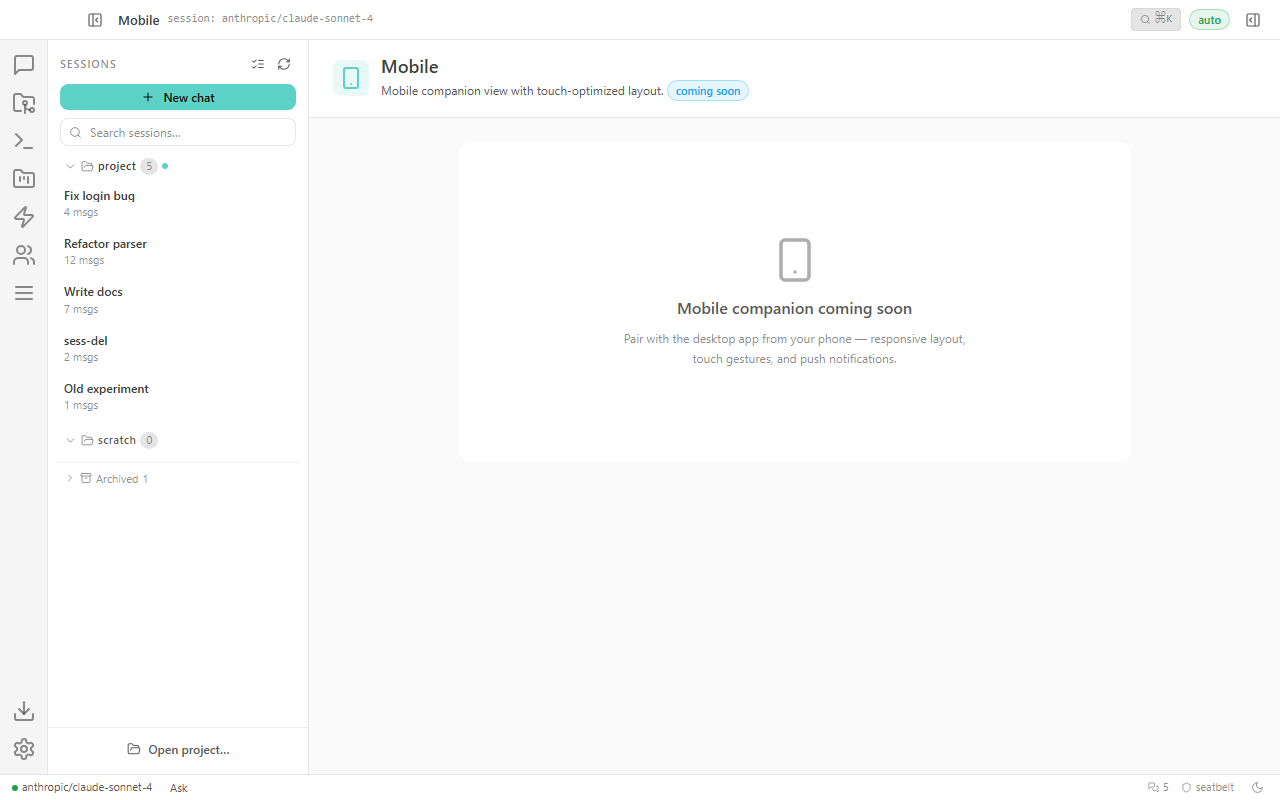 Mobile session: anthropic/claude-sonnet-4
⌘K
auto
SESSIONS
New chat
Search sessions...
project 5
Fix login bug
4 msgs
Refactor parser
12 msgs
Write docs
7 msgs
sess-del
2 msgs
Old experiment
1 msgs
scratch 0
Archived 1
Open project...
Mobile
Mobile companion view with touch-optimized layout. coming soon
Mobile companion coming soon
Pair with the desktop app from your phone — responsive layout,
touch gestures, and push notifications.
anthropic/claude-sonnet-4 Ask
5 seatbelt